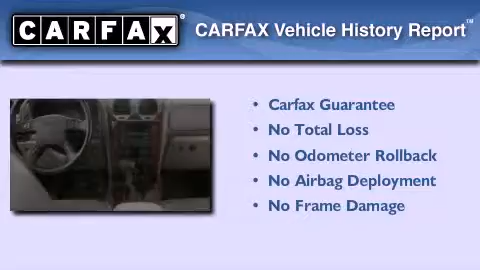 CARFAX® CARFAX Vehicle History Report™
• Carfax Guarantee
• No Total Loss
• No Odometer Rollback
• No Airbag Deployment
• No Frame Damage